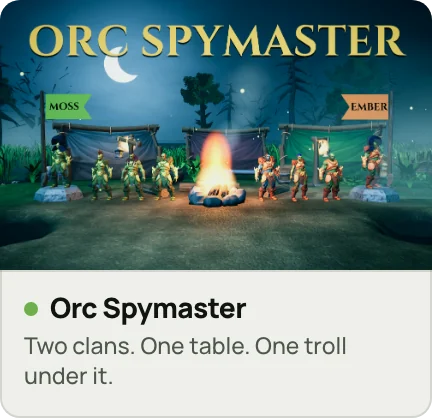 ORC SPYMASTER
MOSS
EMBER
Orc Spymaster
Two clans. One table. One troll
under it.